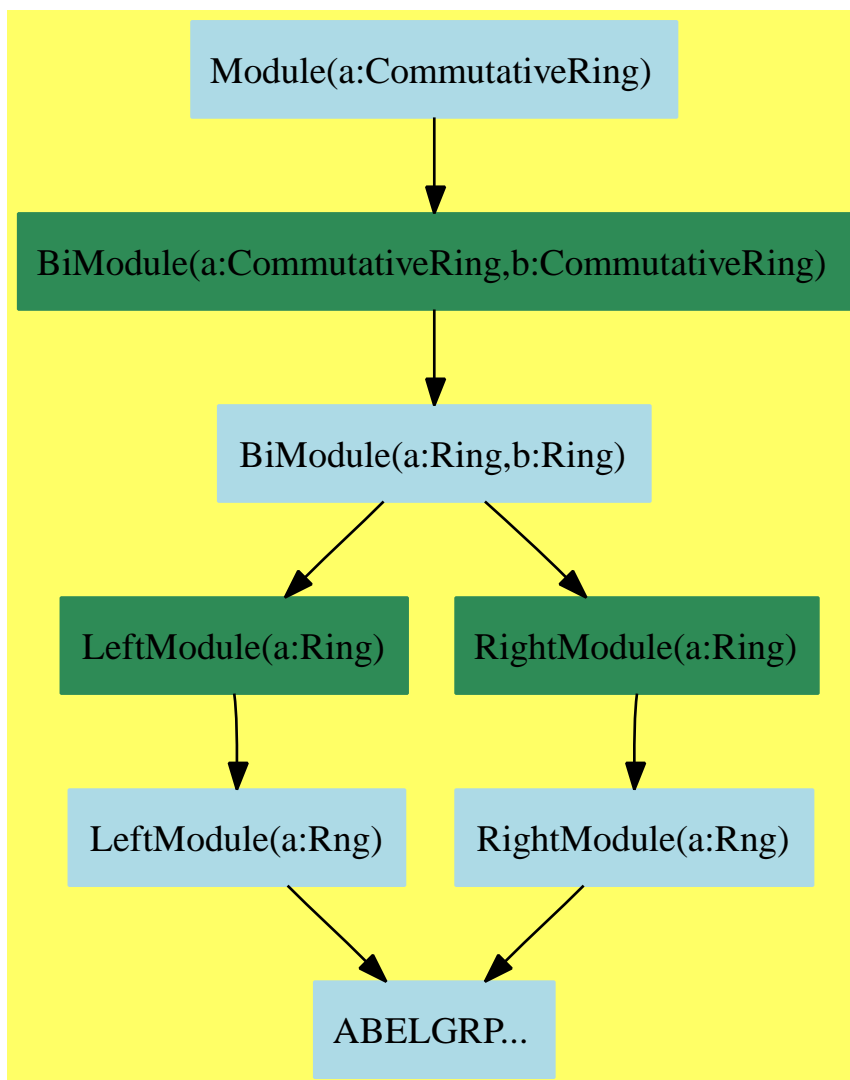 Module(a:CommutativeRing)
BiModule(a:CommutativeRing,b:CommutativeRing)
BiModule(a:Ring,b:Ring)
LeftModule(a:Ring)
RightModule(a:Ring)
LeftModule(a:Rng)
RightModule(a:Rng)
ABELGRP...